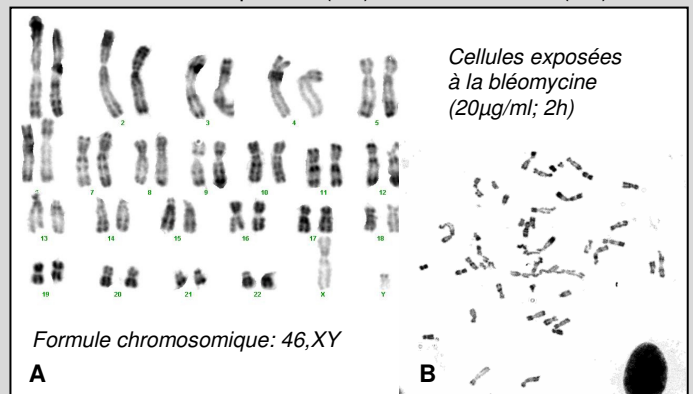 Cellules exposées
à la bléomycine
(20µg/ml; 2h)
2 3 4 5
7 8 9 10 11 12
13 14 15 16 17 18
19 20 21 22 X Y
Formule chromosomique: 46,XY
A
B